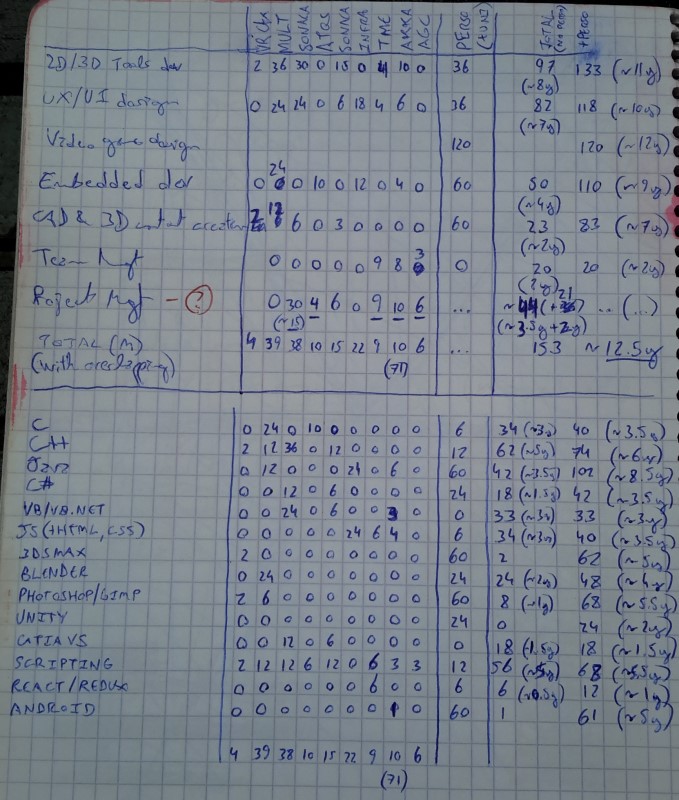 MULT SONACA ATOS SONACA INFRA TMC AKKA AGC PERSO (FUN) TOTAL +PERSO
2D/3D Tools dev 2 36 30 0 15 0 4 10 0 36 97 133 (~11y)
(~8y)
UX/UI design 0 24 24 0 6 18 4 6 0 36 82 118 (~10y)
(~7y)
Video game design 120 120 (~12y)
24
Embedded dev 0 0 10 0 12 0 4 0 60 50 110 (~9y)
(~4y)
12
CAD & 3D 2 6 0 3 0 0 0 0 60 23 83 (~7y)
(~2y)
3
Team Mgt 0 0 0 0 0 9 8 0 20 20 (~2y)
(2y) 21
Project Mgt - ? 0 30 4 6 0 9 10 6 ... ~44 .. (...)
(~15) (~3.5y + 2y)
TOTAL (M) 4 39 38 10 15 22 9 10 6 ... 153 ~12.5y
(with overlapping) (71)
C 0 24 0 10 0 0 0 0 0 6 34 (~3y) 40 (~3.5y)
C++ 2 12 36 0 12 0 0 0 0 12 62 (~5y) 74 (~6y)
0 12 0 0 0 24 0 6 0 60 42 (~3.5y) 102 (~8.5y)
C# 0 0 12 0 6 0 0 0 0 24 18 (~1.5y) 42 (~3.5y)
VB/VB.NET 0 0 24 0 6 0 0 3 0 0 33 (~3y) 33 (~3y)
JS (+HTML, CSS) 0 0 0 0 0 24 6 4 0 6 34 (~3y) 40 (~3.5y)
3DSMAX 2 0 0 0 0 0 0 0 0 60 2 62 (~5y)
BLENDER 0 24 0 0 0 0 0 0 0 24 24 (~2y) 48 (~4y)
PHOTOSHOP/GIMP 2 6 0 0 0 0 0 0 0 60 8 (~1y) 68 (~5.5y)
UNITY 0 0 0 0 0 0 0 0 0 24 0 24 (~2y)
CATIA V5 0 0 12 0 6 0 0 0 0 0 18 (~1.5y) 18 (~1.5y)
SCRIPTING 2 12 12 6 12 0 6 3 3 12 56 (~5y) 68 (~5.5y)
REACT/REDUX 0 0 0 0 0 0 6 0 0 6 6 (~0.5y) 12 (~1y)
ANDROID 0 0 0 0 0 0 0 1 0 60 1 61 (~5y)
4 39 38 10 15 22 9 10 6
(71)